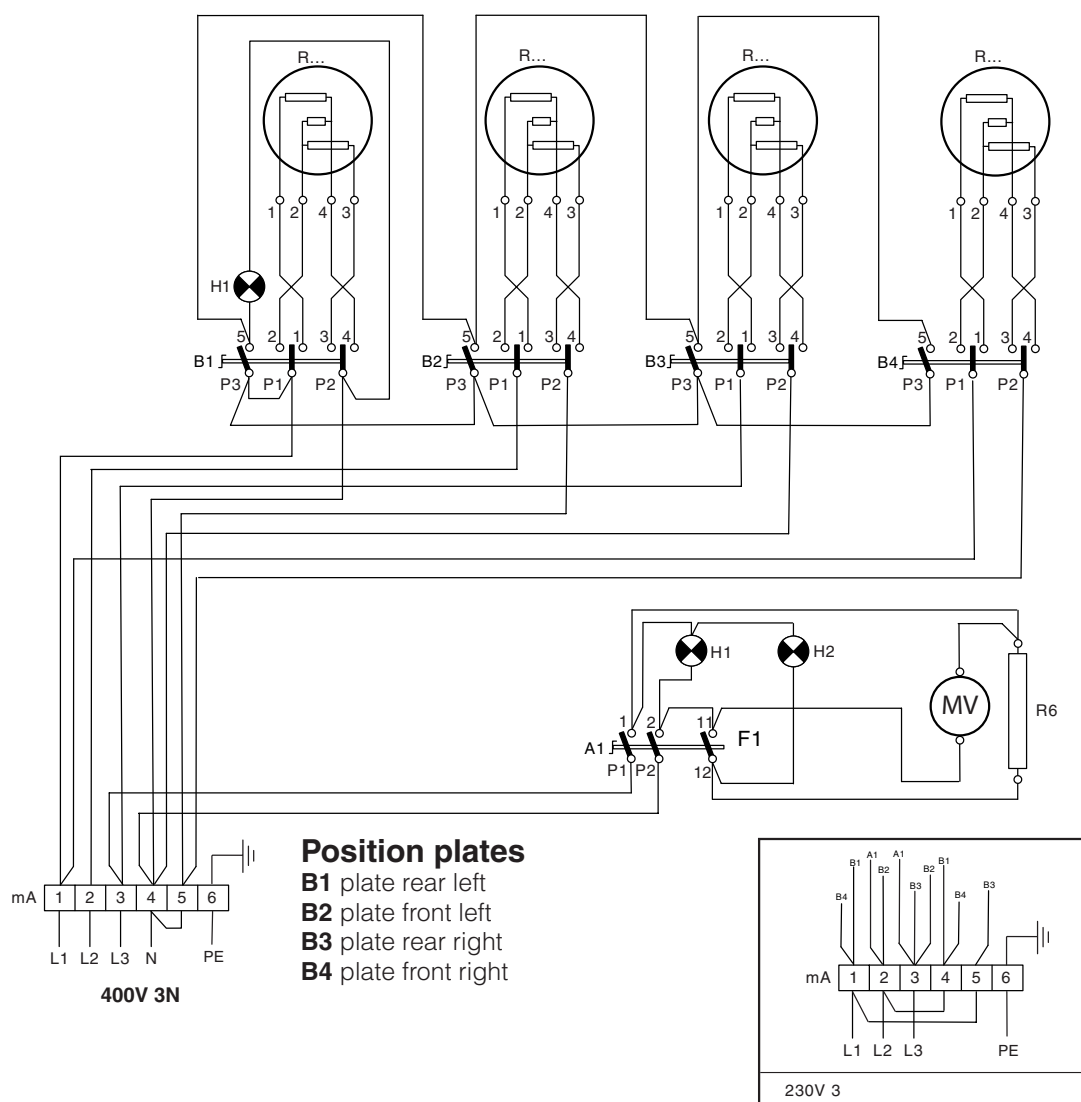 R... R... R... R...
1 2 4 3 1 2 4 3 1 2 4 3 1 2 4 3
H1
5 2 1 3 4 5 2 1 3 4 5 2 1 3 4 5 2 1 3 4
B1 B2 B3 B4
P3 P1 P2 P3 P1 P2 P3 P1 P2 P3 P1 P2
H1 H2
MV R6
1 2 11
A1 F1
P1 P2 12
Position plates
B1 plate rear left
B2 plate front left
B3 plate rear right
B4 plate front right
mA 1 2 3 4 5 6
L1 L2 L3 N PE
400V 3N
B4 B1 A1 B2 A1 B3 B2 B1 B4 B3
mA 1 2 3 4 5 6
L1 L2 L3 PE
230V 3